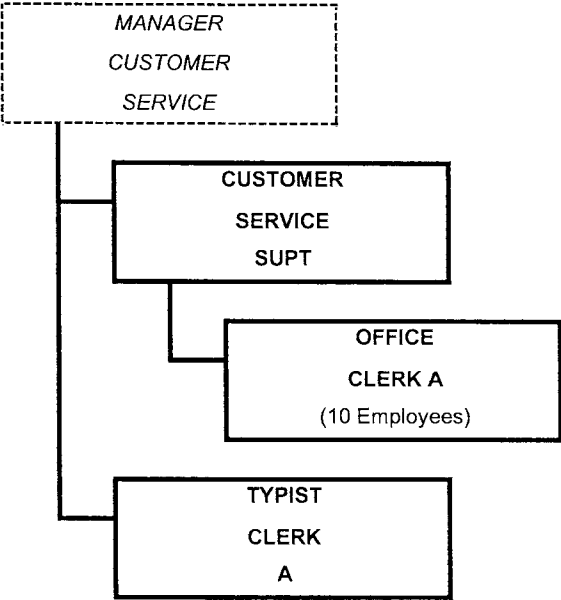 MANAGER
CUSTOMER
SERVICE
CUSTOMER
SERVICE
SUPT
OFFICE
CLERK A
(10 Employees)
TYPIST
CLERK
A